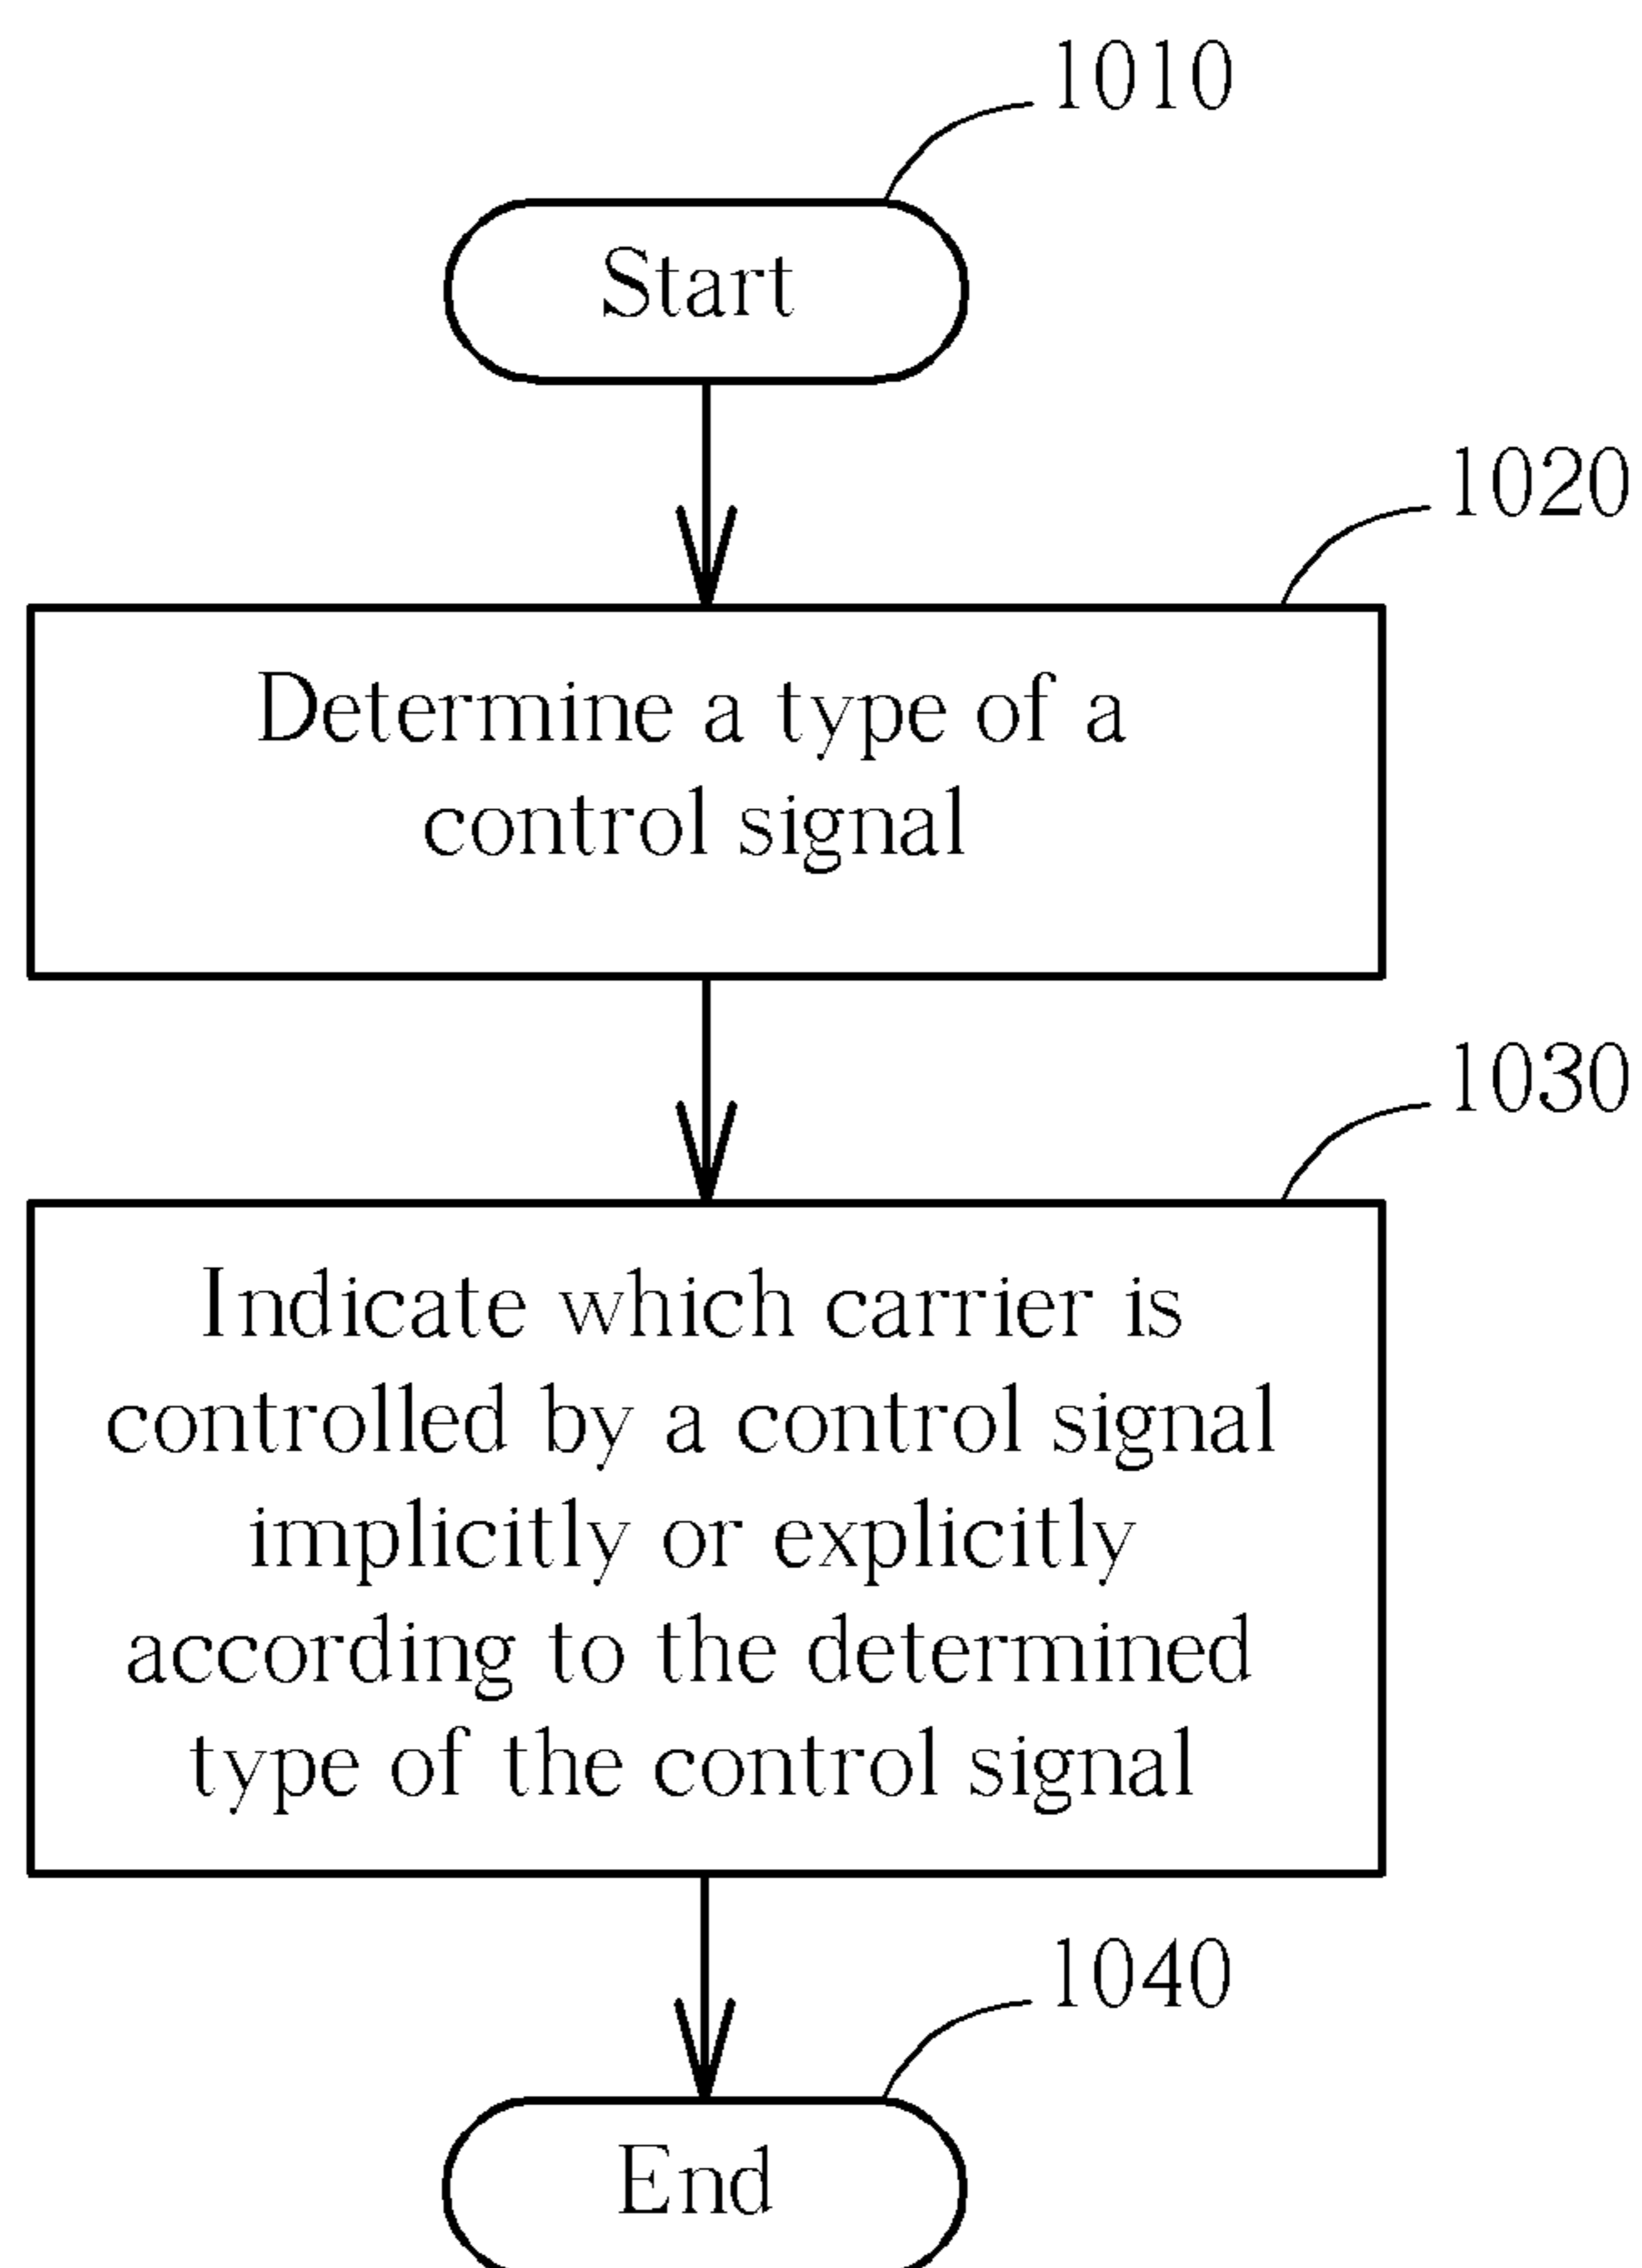 1010
Start
1020
Determine a type of a
control signal
1030
Indicate which carrier is
controlled by a control signal
implicitly or explicitly
according to the determined
type of the control signal
1040
End